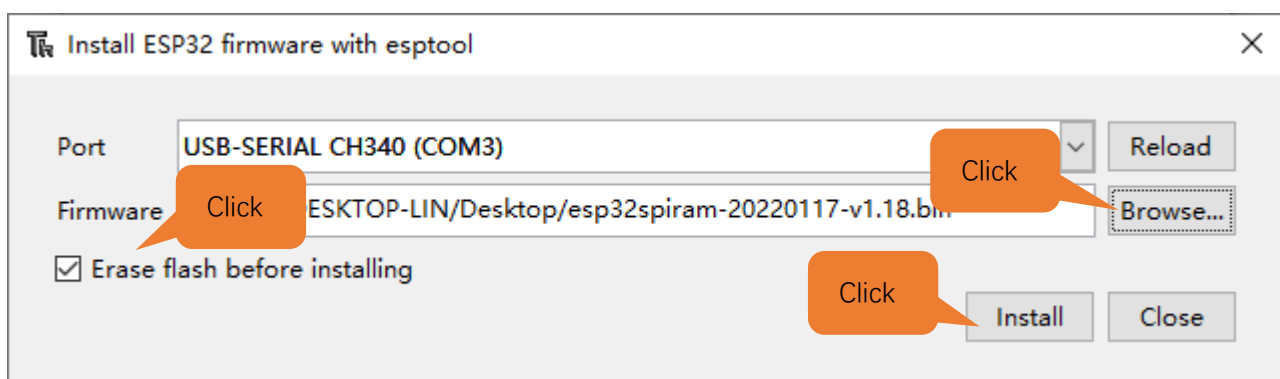 Install ESP32 firmware with esptool
Port USB-SERIAL CH340 (COM3) Reload
Click
Click
Firmware ESKTOP-LIN/Desktop/esp32spiram-20220117-v1.18.bin Browse...
Erase flash before installing
Click
Install Close